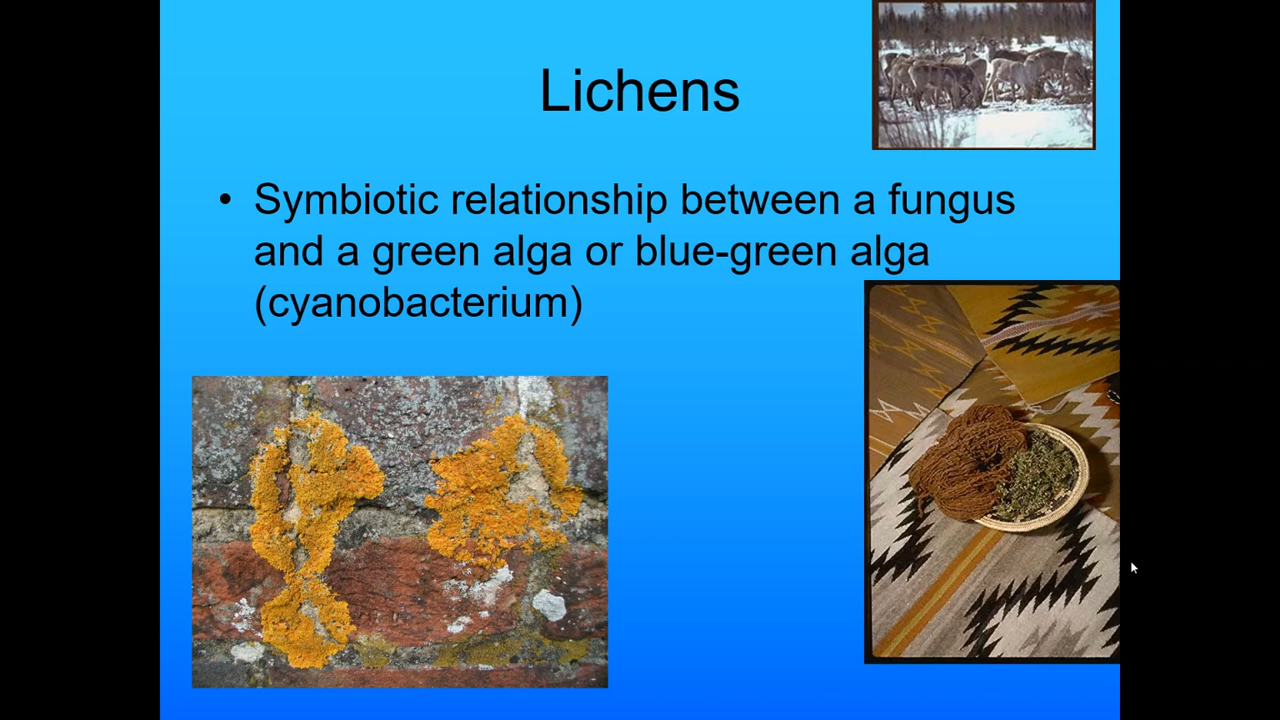 Lichens
• Symbiotic relationship between a fungus
and a green alga or blue-green alga
(cyanobacterium)